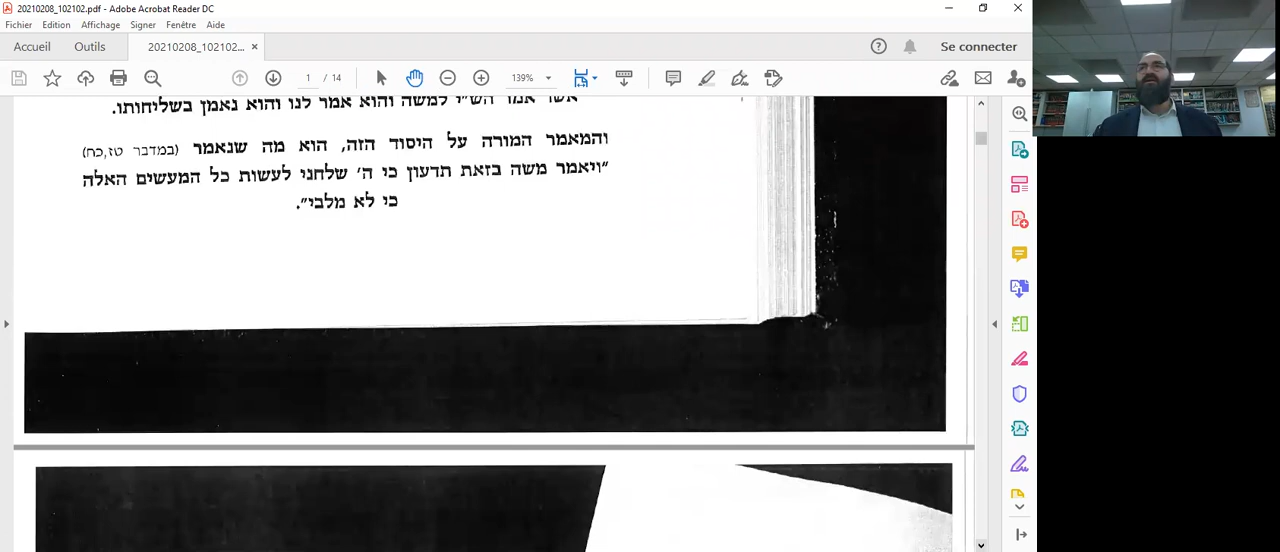 20210208_102102.pdf - Adobe Acrobat Reader DC
Fichier Edition Affichage Signer Fenêtre Aide
Accueil Outils 20210208_102102... × Se connecter
1 / 14 139%
אשר אמר הש״י למשה והוא אמר לנו והוא נאמן בשליחותו.
והמאמר המורה על היסוד הזה, הוא מה שנאמר (במדבר טז,כח)
״ויאמר משה בזאת תדעון כי ה׳ שלחני לעשות כל המעשים האלה
כי לא מלבי״.